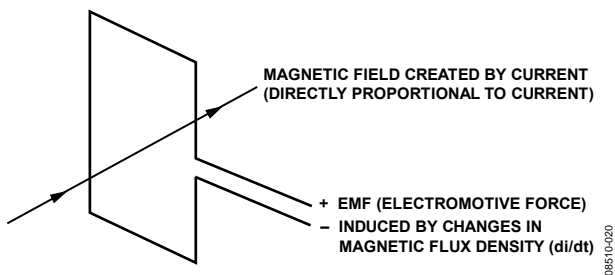 MAGNETIC FIELD CREATED BY CURRENT
(DIRECTLY PROPORTIONAL TO CURRENT)
+ EMF (ELECTROMOTIVE FORCE)
– INDUCED BY CHANGES IN
MAGNETIC FLUX DENSITY (di/dt)
08510-020